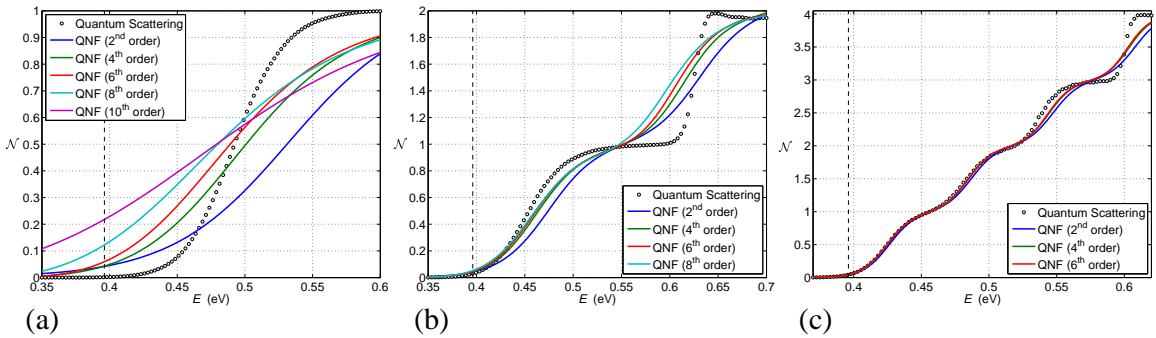 1
0.9
0.8
0.7
0.6
0.5
0.4
0.3
0.2
0.1
0
𝒩
Quantum Scattering
QNF (2nd order)
QNF (4th order)
QNF (6th order)
QNF (8th order)
QNF (10th order)
0.35 0.4 0.45 0.5 0.55 0.6
E (eV)
(a)
2
1.8
1.6
1.4
1.2
1
0.8
0.6
0.4
0.2
0
𝒩
Quantum Scattering
QNF (2nd order)
QNF (4th order)
QNF (6th order)
QNF (8th order)
0.35 0.4 0.45 0.5 0.55 0.6 0.65 0.7
E (eV)
(b)
4
3.5
3
2.5
2
1.5
1
0.5
0
𝒩
Quantum Scattering
QNF (2nd order)
QNF (4th order)
QNF (6th order)
0.4 0.45 0.5 0.55 0.6
E (eV)
(c)